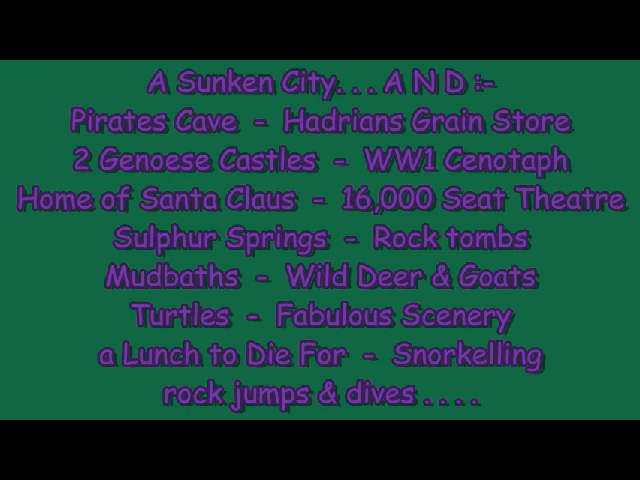 A Sunken City. . . A N D :-
Pirates Cave - Hadrians Grain Store
2 Genoese Castles - WW1 Cenotaph
Home of Santa Claus - 16,000 Seat Theatre
Sulphur Springs - Rock tombs
Mudbaths - Wild Deer & Goats
Turtles - Fabulous Scenery
a Lunch to Die For - Snorkelling
rock jumps & dives . . . .